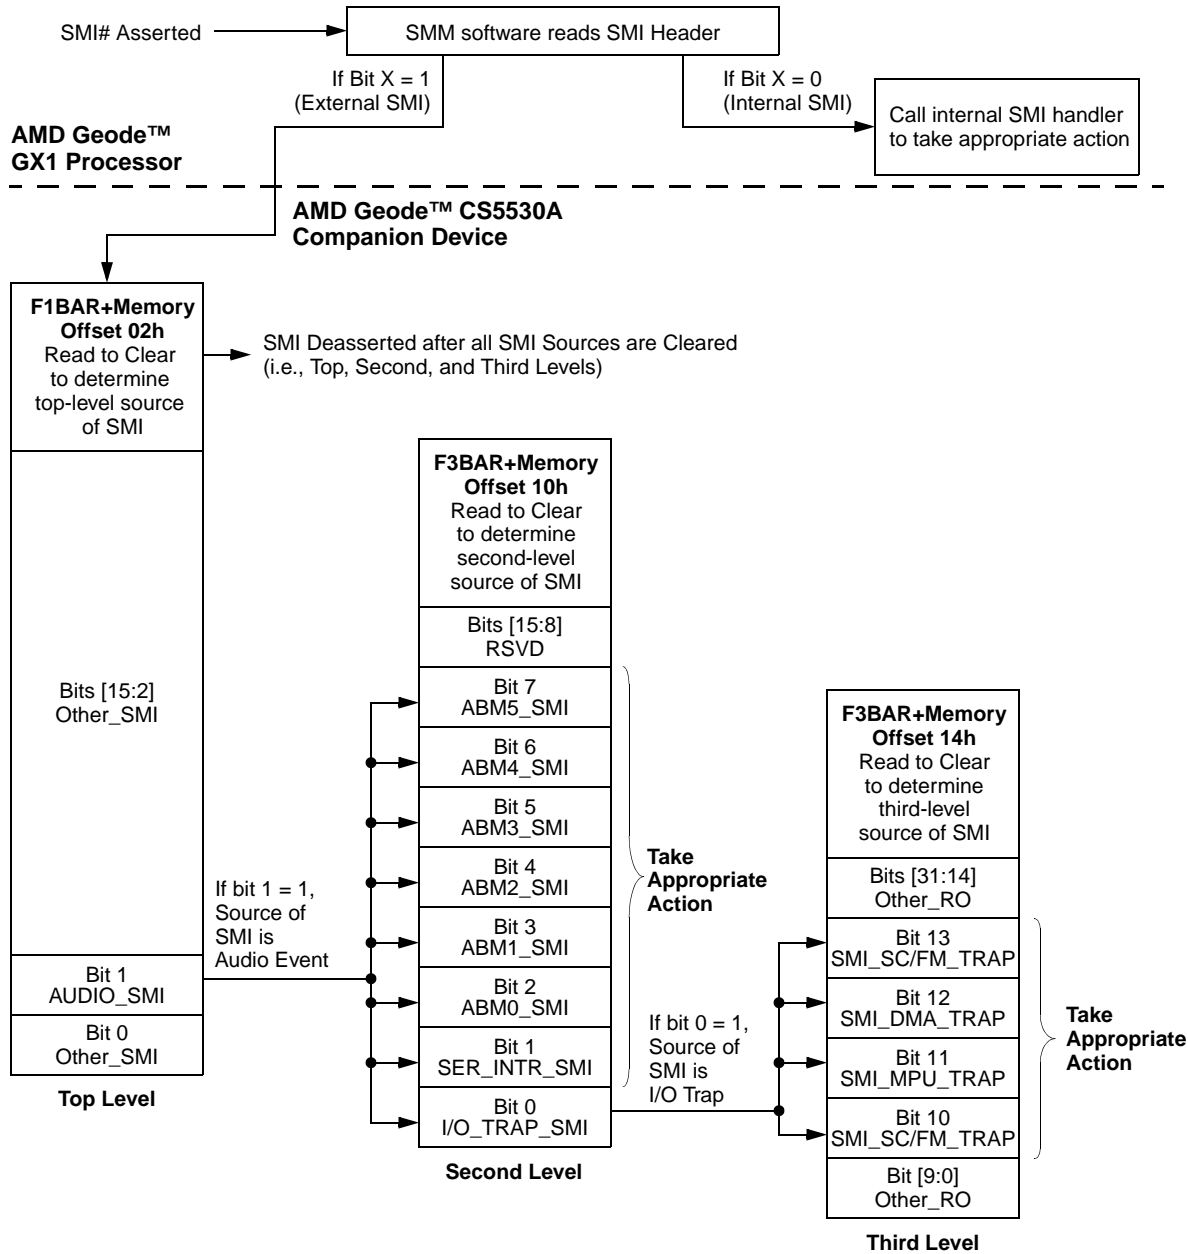 SMI# Asserted
SMM software reads SMI Header
If Bit X = 1
(External SMI)
If Bit X = 0
(Internal SMI)
Call internal SMI handler
to take appropriate action
AMD Geode™
GX1 Processor
AMD Geode™ CS5530A
Companion Device
F1BAR+Memory
Offset 02h
Read to Clear
to determine
top-level source
of SMI
SMI Deasserted after all SMI Sources are Cleared
(i.e., Top, Second, and Third Levels)
Bits [15:2]
Other_SMI
Bit 1
AUDIO_SMI
Bit 0
Other_SMI
Top Level
If bit 1 = 1,
Source of
SMI is
Audio Event
F3BAR+Memory
Offset 10h
Read to Clear
to determine
second-level
source of SMI
Bits [15:8]
RSVD
Bit 7
ABM5_SMI
Bit 6
ABM4_SMI
Bit 5
ABM3_SMI
Bit 4
ABM2_SMI
Bit 3
ABM1_SMI
Bit 2
ABM0_SMI
Bit 1
SER_INTR_SMI
Bit 0
I/O_TRAP_SMI
Second Level
Take
Appropriate
Action
If bit 0 = 1,
Source of
SMI is
I/O Trap
F3BAR+Memory
Offset 14h
Read to Clear
to determine
third-level
source of SMI
Bits [31:14]
Other_RO
Bit 13
SMI_SC/FM_TRAP
Bit 12
SMI_DMA_TRAP
Bit 11
SMI_MPU_TRAP
Bit 10
SMI_SC/FM_TRAP
Bit [9:0]
Other_RO
Third Level
Take
Appropriate
Action